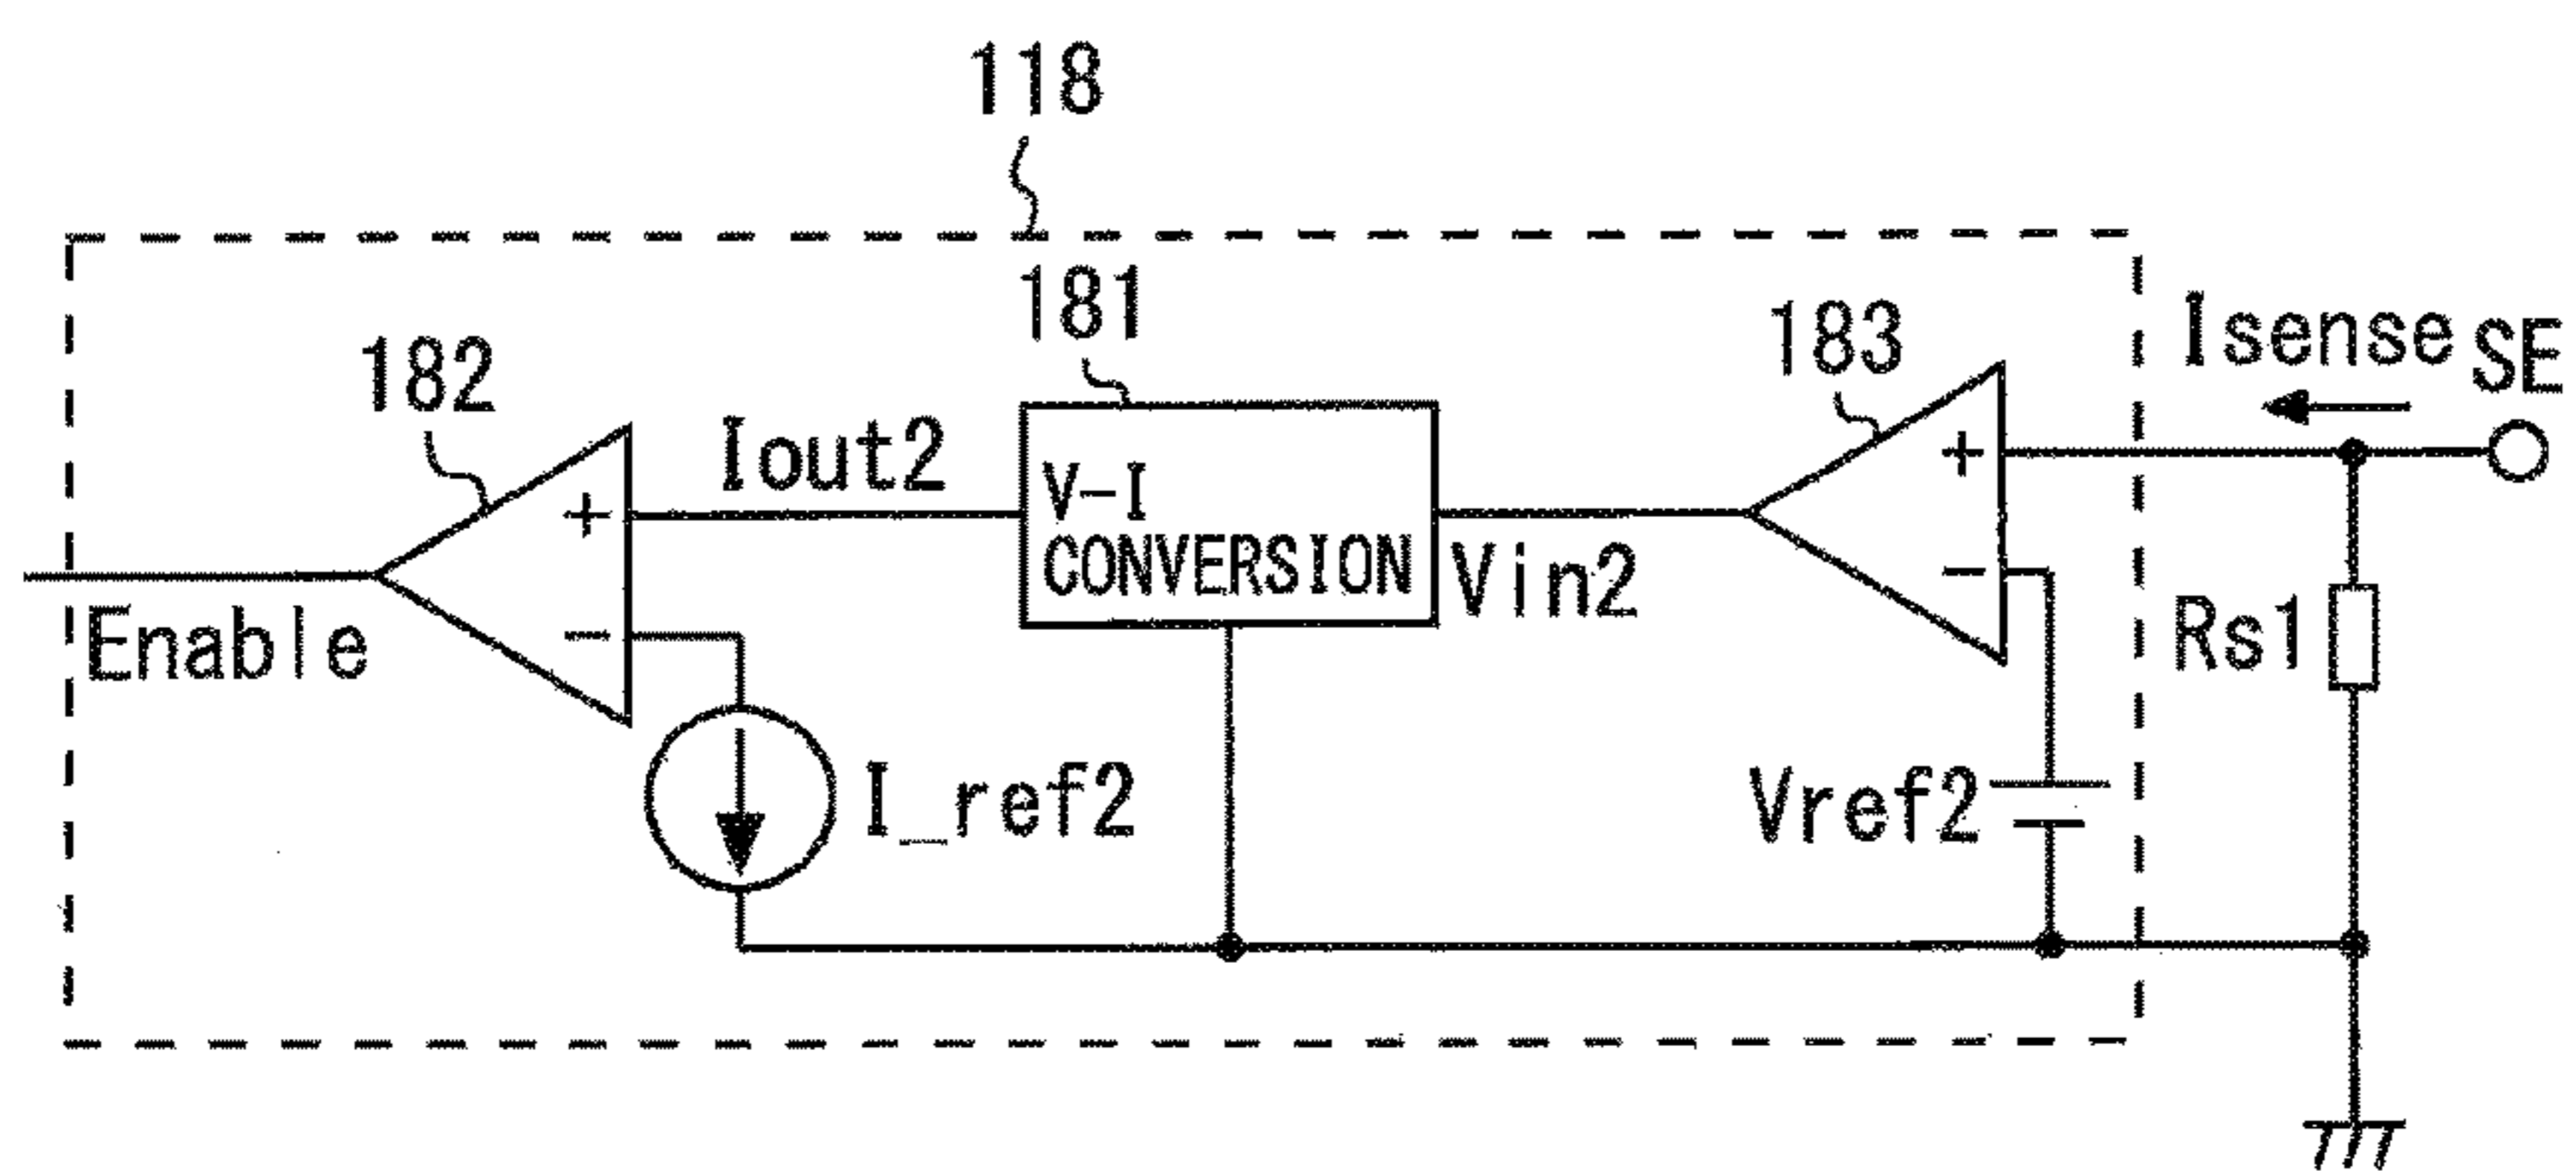 118
181
183
Isense
SE
182
Iout2
+
+
V-I
CONVERSION
Vin2
−
−
Rs1
Enable
I_ref2
Vref2